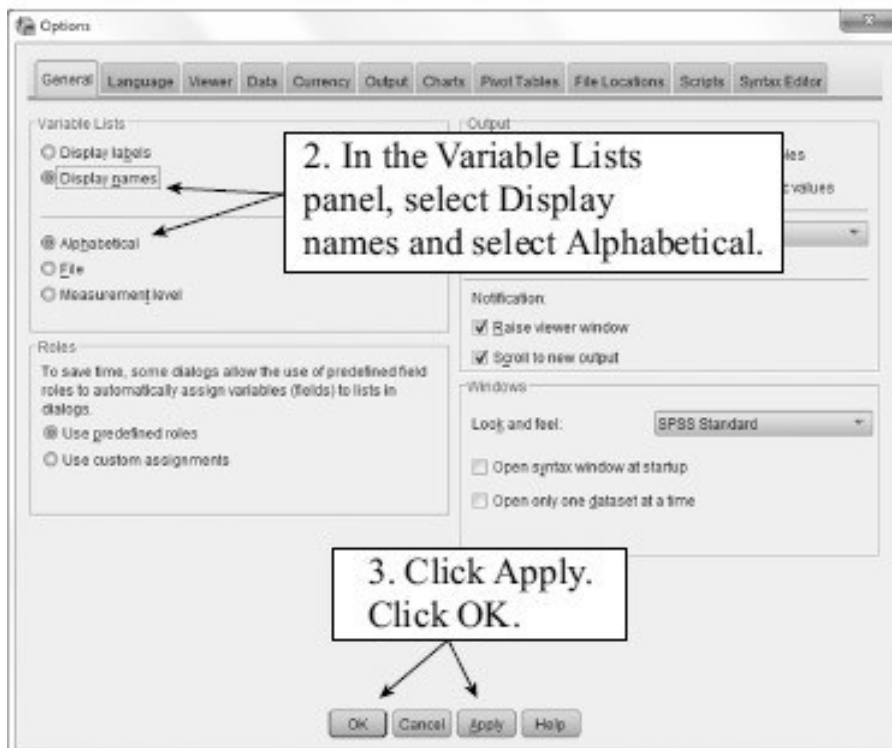 Options
General Language Viewer Data Currency Output Charts Pivot Tables File Locations Scripts Syntax Editor
Variable Lists
Display labels
Display names
Alphabetical
File
Measurement level
Roles
To save time, some dialogs allow the use of predefined field
roles to automatically assign variables (fields) to lists in
dialogs.
Use predefined roles
Use custom assignments
Output
values
2. In the Variable Lists
panel, select Display
names and select Alphabetical.
Notification:
Raise viewer window
Scroll to new output
Windows
Look and feel: SPSS Standard
Open syntax window at startup
Open only one dataset at a time
3. Click Apply.
Click OK.
OK Cancel Apply Help